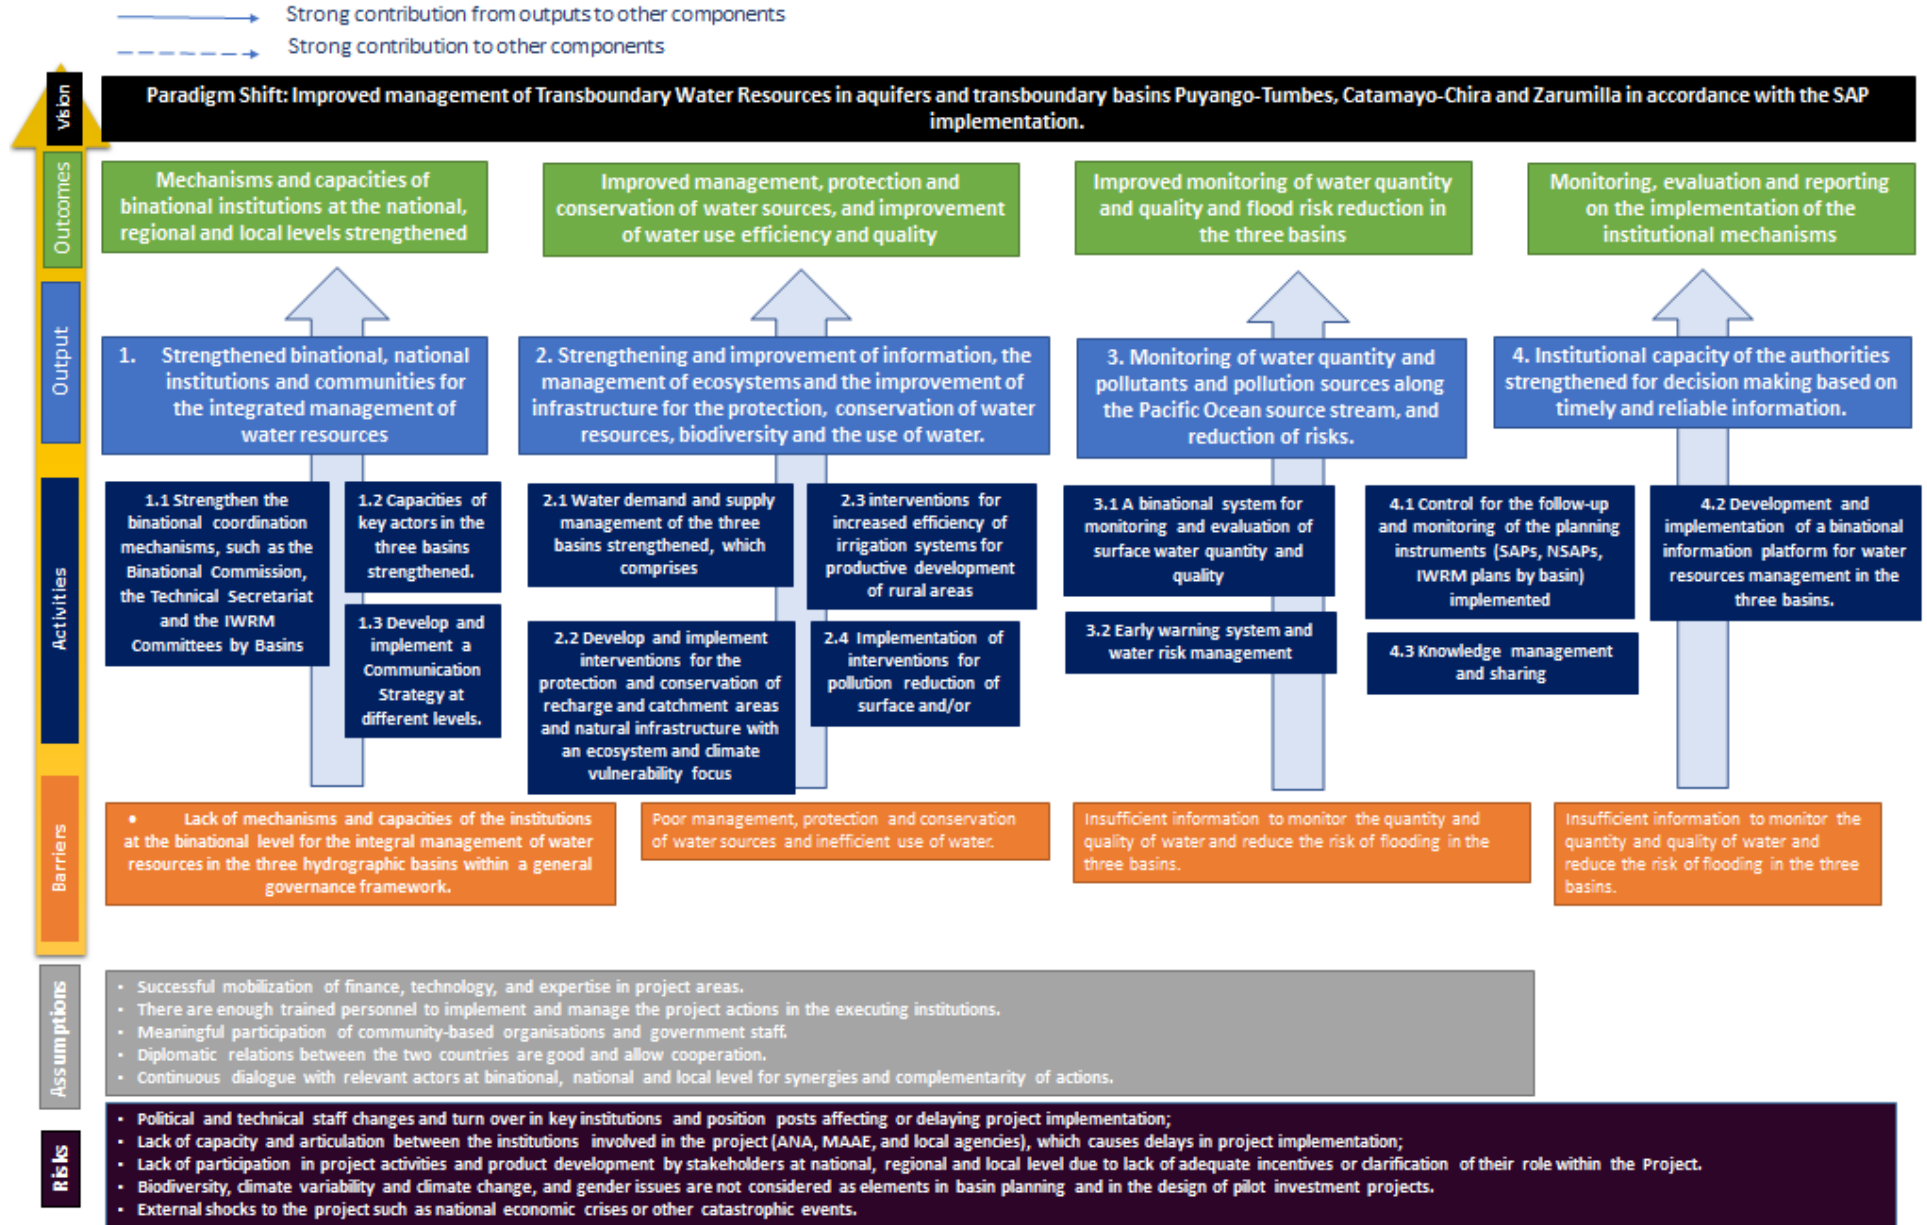 Strong contribution from outputs to other components
Strong contribution to other components
Vision
Paradigm Shift: Improved management of Transboundary Water Resources in aquifers and transboundary basins Puyango-Tumbes, Catamayo-Chira and Zarumilla in accordance with the SAP
implementation.
Outcomes
Mechanisms and capacities of
binational institutions at the national,
regional and local levels strengthened
Improved management, protection and
conservation of water sources, and improvement
of water use efficiency and quality
Improved monitoring of water quantity
and quality and flood risk reduction in
the three basins
Monitoring, evaluation and reporting
on the implementation of the
institutional mechanisms
Output
1. Strengthened binational, national
institutions and communities for
the integrated management of
water resources
2. Strengthening and improvement of information, the
management of ecosystems and the improvement of
infrastructure for the protection, conservation of water
resources, biodiversity and the use of water.
3. Monitoring of water quantity and
pollutants and pollution sources along
the Pacific Ocean source stream, and
reduction of risks.
4. Institutional capacity of the authorities
strengthened for decision making based on
timely and reliable information.
Activities
1.1 Strengthen the
binational coordination
mechanisms, such as the
Binational Commission,
the Technical Secretariat
and the IWRM
Committees by Basins
1.2 Capacities of
key actors in the
three basins
strengthened.
1.3 Develop and
implement a
Communication
Strategy at
different levels.
2.1 Water demand and supply
management of the three
basins strengthened, which
comprises
2.2 Develop and implement
interventions for the
protection and conservation of
recharge and catchment areas
and natural infrastructure with
an ecosystem and climate
vulnerability focus
2.3 interventions for
increased efficiency of
irrigation systems for
productive development
of rural areas
2.4 Implementation of
interventions for
pollution reduction of
surface and/or
3.1 A binational system for
monitoring and evaluation of
surface water quantity and
quality
3.2 Early warning system and
water risk management
4.1 Control for the follow-up
and monitoring of the planning
instruments (SAPs, NSAPs,
IWRM plans by basin)
implemented
4.3 Knowledge management
and sharing
4.2 Development and
implementation of a binational
information platform for water
resources management in the
three basins.
Barriers
• Lack of mechanisms and capacities of the institutions
at the binational level for the integral management of water
resources in the three hydrographic basins within a general
governance framework.
Poor management, protection and conservation
of water sources and inefficient use of water.
Insufficient information to monitor the quantity and
quality of water and reduce the risk of flooding in the
three basins.
Insufficient information to monitor the
quantity and quality of water and
reduce the risk of flooding in the three
basins.
Assumptions
• Successful mobilization of finance, technology, and expertise in project areas.
• There are enough trained personnel to implement and manage the project actions in the executing institutions.
• Meaningful participation of community-based organisations and government staff.
• Diplomatic relations between the two countries are good and allow cooperation.
• Continuous dialogue with relevant actors at binational, national and local level for synergies and complementarity of actions.
Risks
• Political and technical staff changes and turn over in key institutions and position posts affecting or delaying project implementation;
• Lack of capacity and articulation between the institutions involved in the project (ANA, MAAE, and local agencies), which causes delays in project implementation;
• Lack of participation in project activities and product development by stakeholders at national, regional and local level due to lack of adequate incentives or clarification of their role within the Project.
• Biodiversity, climate variability and climate change, and gender issues are not considered as elements in basin planning and in the design of pilot investment projects.
• External shocks to the project such as national economic crises or other catastrophic events.